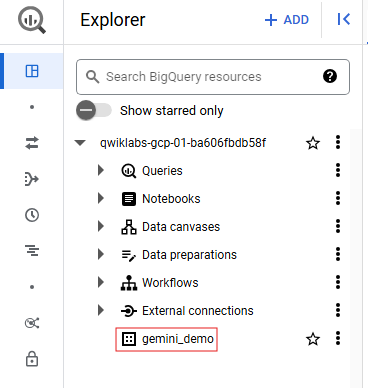 Explorer
+ ADD
Search BigQuery resources
Show starred only
qwiklabs-gcp-01-ba606fbdb58f
Queries
Notebooks
Data canvases
Data preparations
Workflows
External connections
gemini_demo